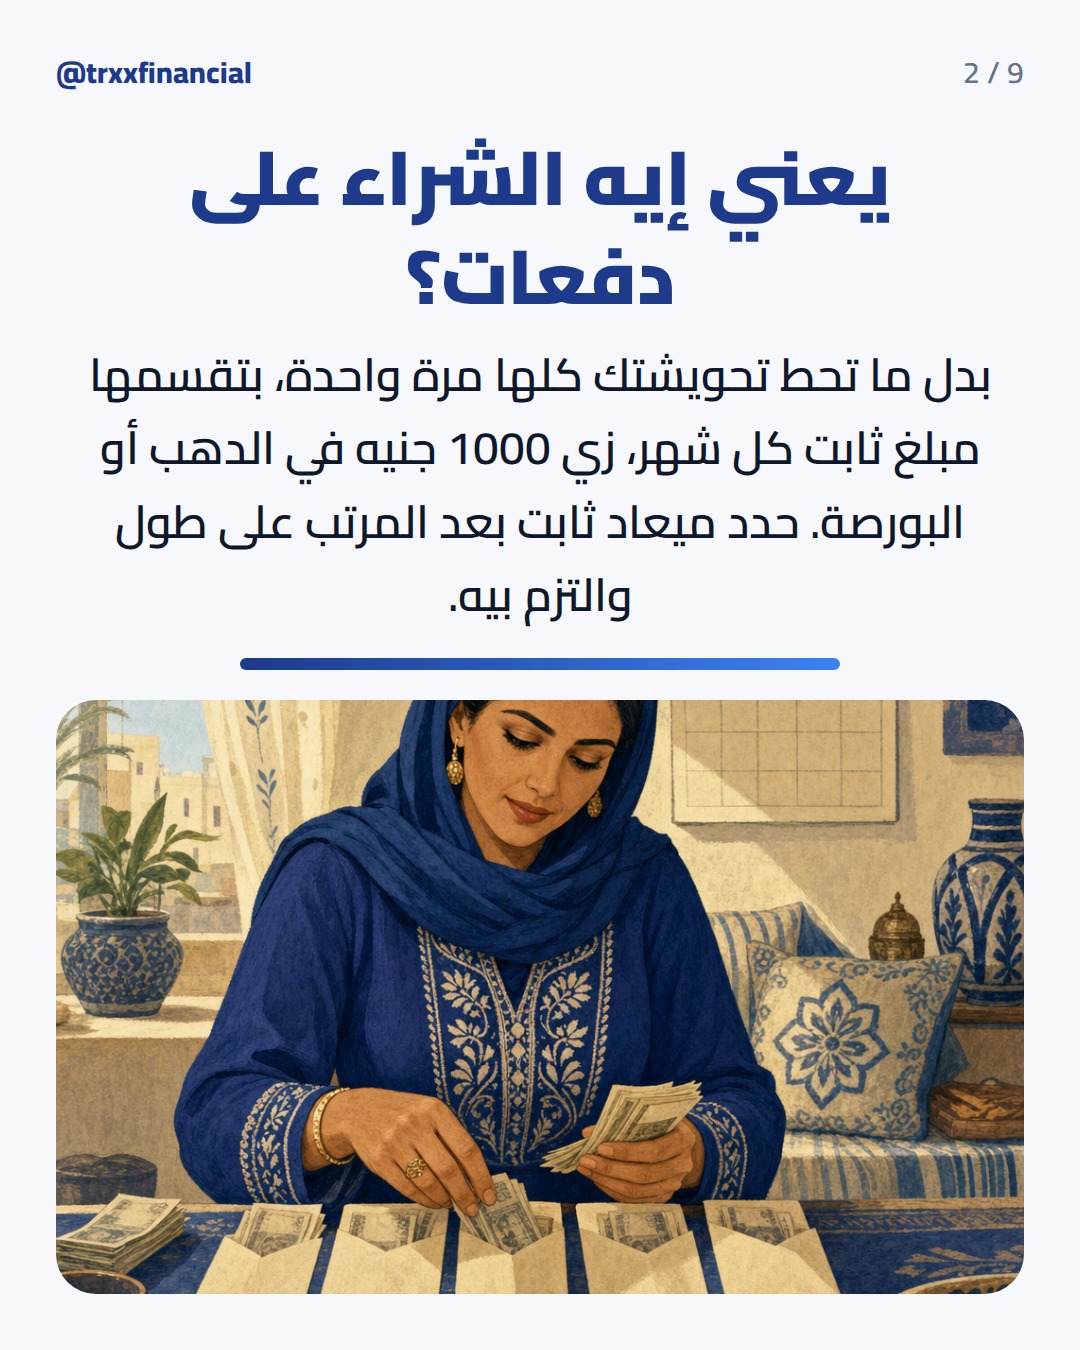 @trxxfinancial
2 / 9
يعني إيه الشراء على
دفعات؟
بدل ما تحط تحويشتك كلها مرة واحدة، بتقسمها
مبلغ ثابت كل شهر، زي 1000 جنيه في الدهب أو
البورصة. حدد ميعاد ثابت بعد المرتب على طول
والتزم بيه.